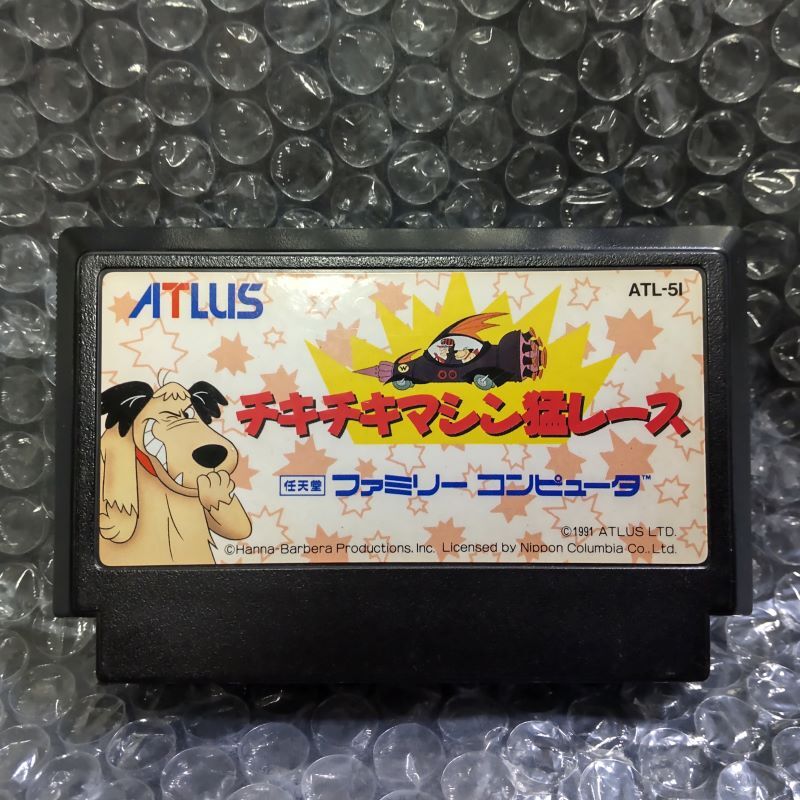 ATLUS
ATL-5I
W
チキチキマシン猛レース
任天堂 ファミリー コンピュータ™
©1991 ATLUS LTD.
©Hanna-Barbera Productions. Inc. Licensed by Nippon Columbia Co., Ltd.